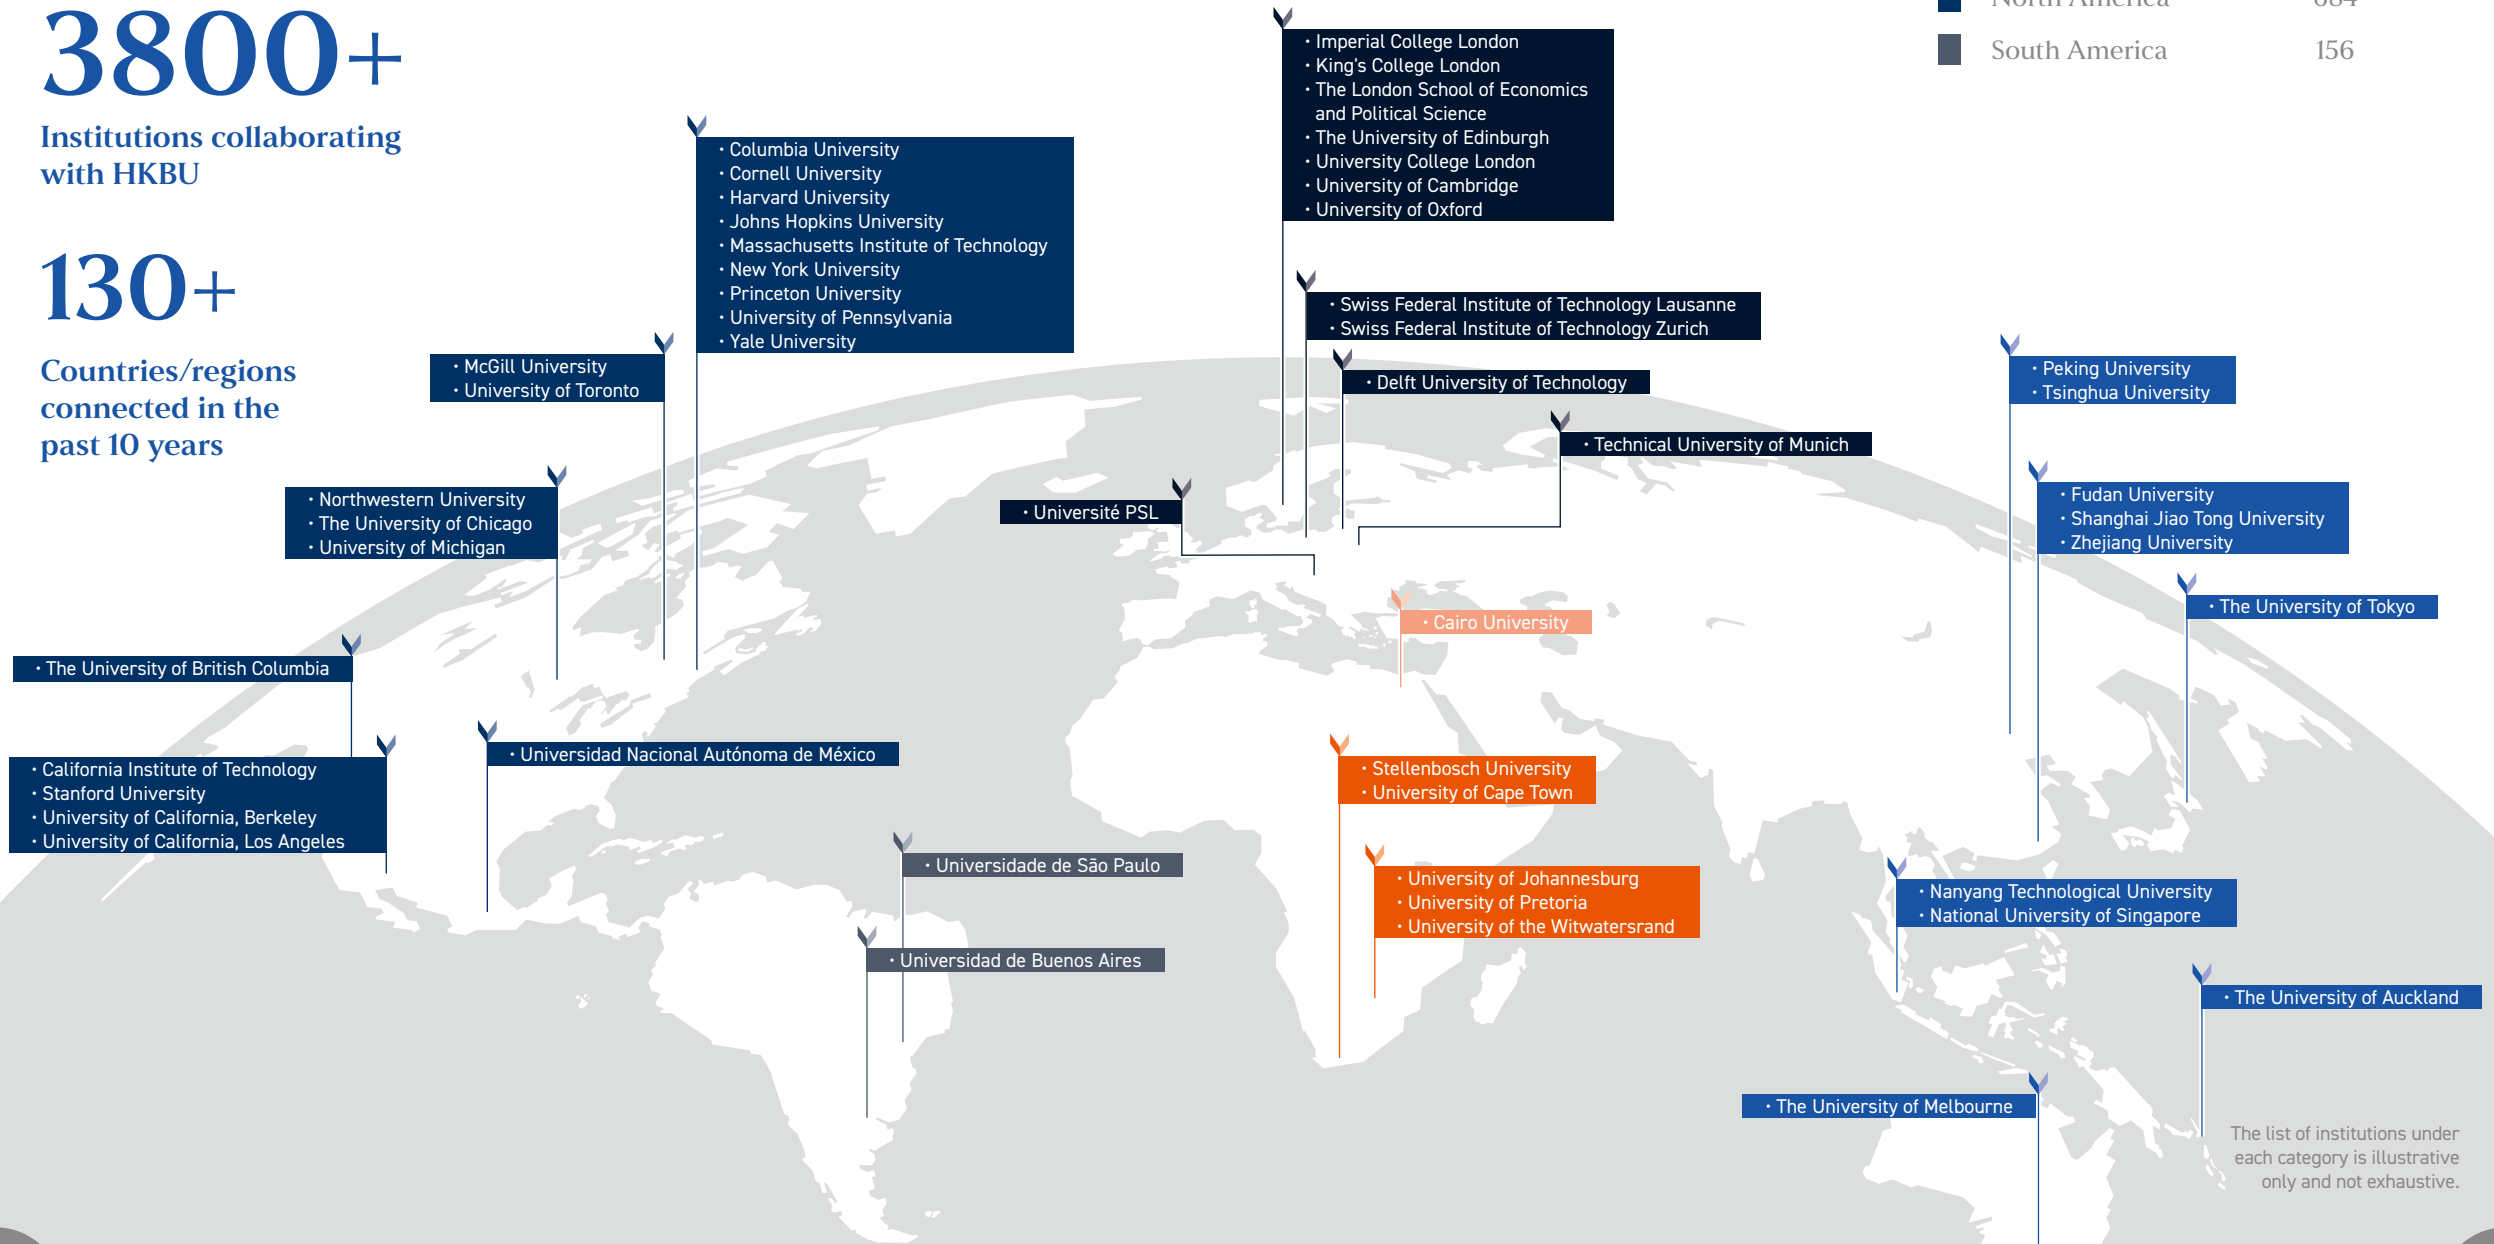 3800+
Institutions collaborating
with HKBU
130+
Countries/regions
connected in the
past 10 years
North America 684
South America 156
· Imperial College London
· King's College London
· The London School of Economics
and Political Science
· The University of Edinburgh
· University College London
· University of Cambridge
· University of Oxford
· Columbia University
· Cornell University
· Harvard University
· Johns Hopkins University
· Massachusetts Institute of Technology
· New York University
· Princeton University
· University of Pennsylvania
· Yale University
· Swiss Federal Institute of Technology Lausanne
· Swiss Federal Institute of Technology Zurich
· McGill University
· University of Toronto
· Delft University of Technology
· Peking University
· Tsinghua University
· Technical University of Munich
· Northwestern University
· The University of Chicago
· University of Michigan
· Université PSL
· Fudan University
· Shanghai Jiao Tong University
· Zhejiang University
· The University of Tokyo
· Cairo University
· The University of British Columbia
· Universidad Nacional Autónoma de México
· California Institute of Technology
· Stanford University
· University of California, Berkeley
· University of California, Los Angeles
· Stellenbosch University
· University of Cape Town
· Universidade de São Paulo
· University of Johannesburg
· University of Pretoria
· University of the Witwatersrand
· Nanyang Technological University
· National University of Singapore
· Universidad de Buenos Aires
· The University of Auckland
· The University of Melbourne
The list of institutions under
each category is illustrative
only and not exhaustive.